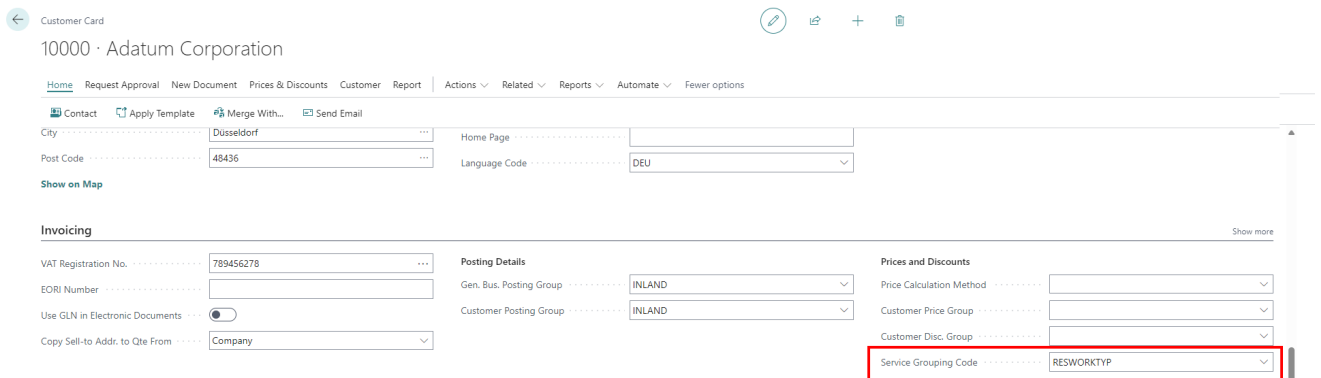 Customer Card
10000 · Adatum Corporation
Home Request Approval New Document Prices & Discounts Customer Report Actions Related Reports Automate Fewer options
Contact Apply Template Merge With... Send Email
City Düsseldorf ...
Home Page
Post Code 48436 ...
Language Code DEU
Show on Map
Invoicing Show more
VAT Registration No. 789456278 ...
EORI Number
Use GLN in Electronic Documents
Copy Sell-to Addr. to Qte From Company
Posting Details
Gen. Bus. Posting Group INLAND
Customer Posting Group INLAND
Prices and Discounts
Price Calculation Method
Customer Price Group
Customer Disc. Group
Service Grouping Code RESWORKTYP